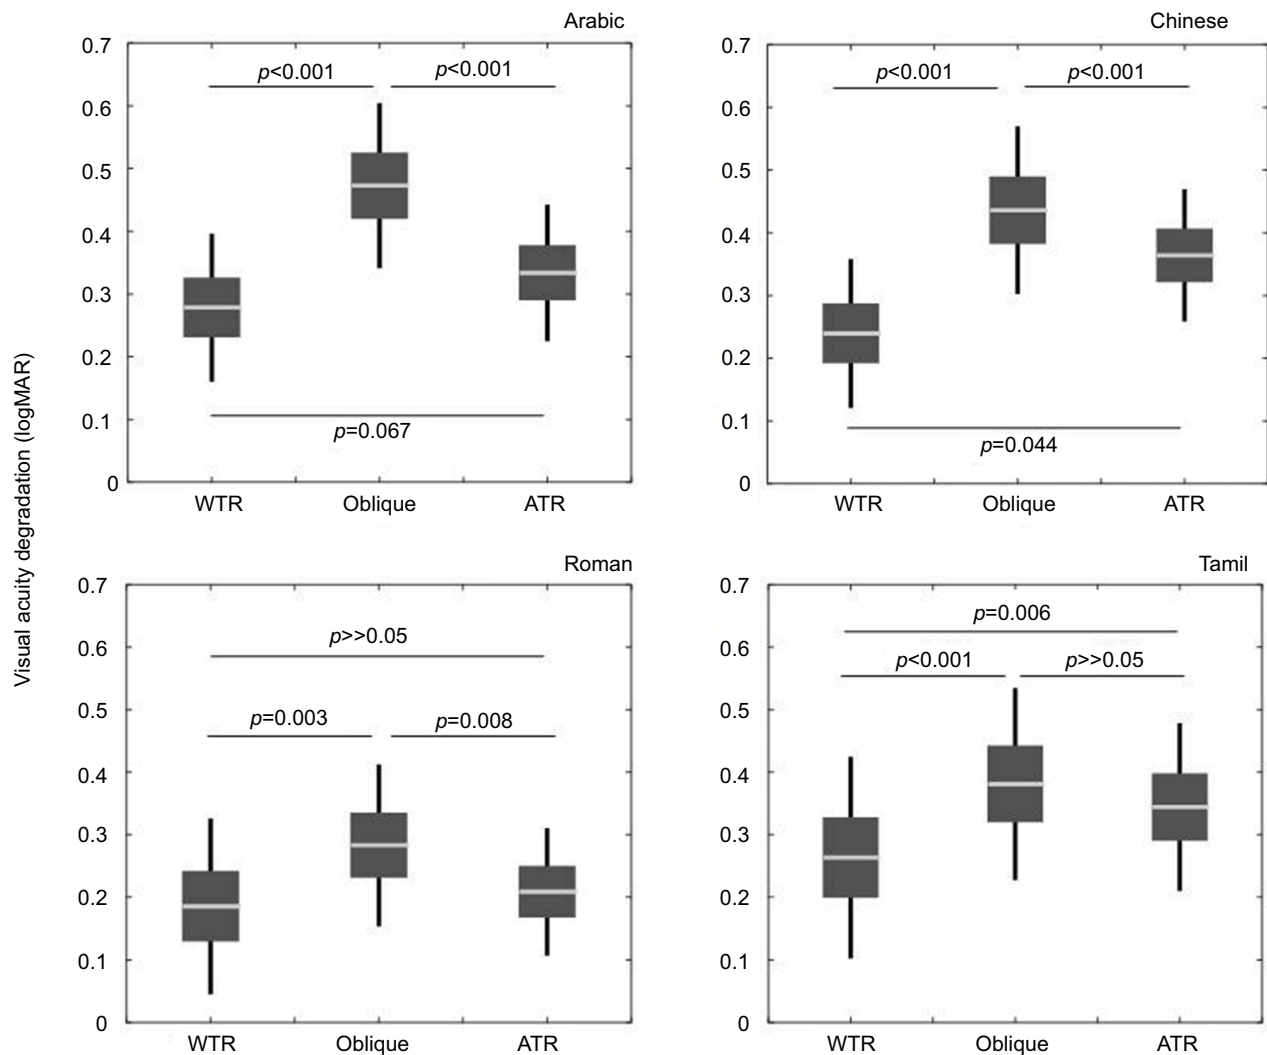 Visual acuity degradation (logMAR)
Arabic
0.7
0.6
0.5
0.4
0.3
0.2
0.1
0
p<0.001
p<0.001
p=0.067
WTR
Oblique
ATR
Chinese
0.7
0.6
0.5
0.4
0.3
0.2
0.1
0
p<0.001
p<0.001
p=0.044
WTR
Oblique
ATR
Roman
0.7
0.6
0.5
0.4
0.3
0.2
0.1
0
p>>0.05
p=0.003
p=0.008
WTR
Oblique
ATR
Tamil
0.7
0.6
0.5
0.4
0.3
0.2
0.1
0
p=0.006
p<0.001
p>>0.05
WTR
Oblique
ATR